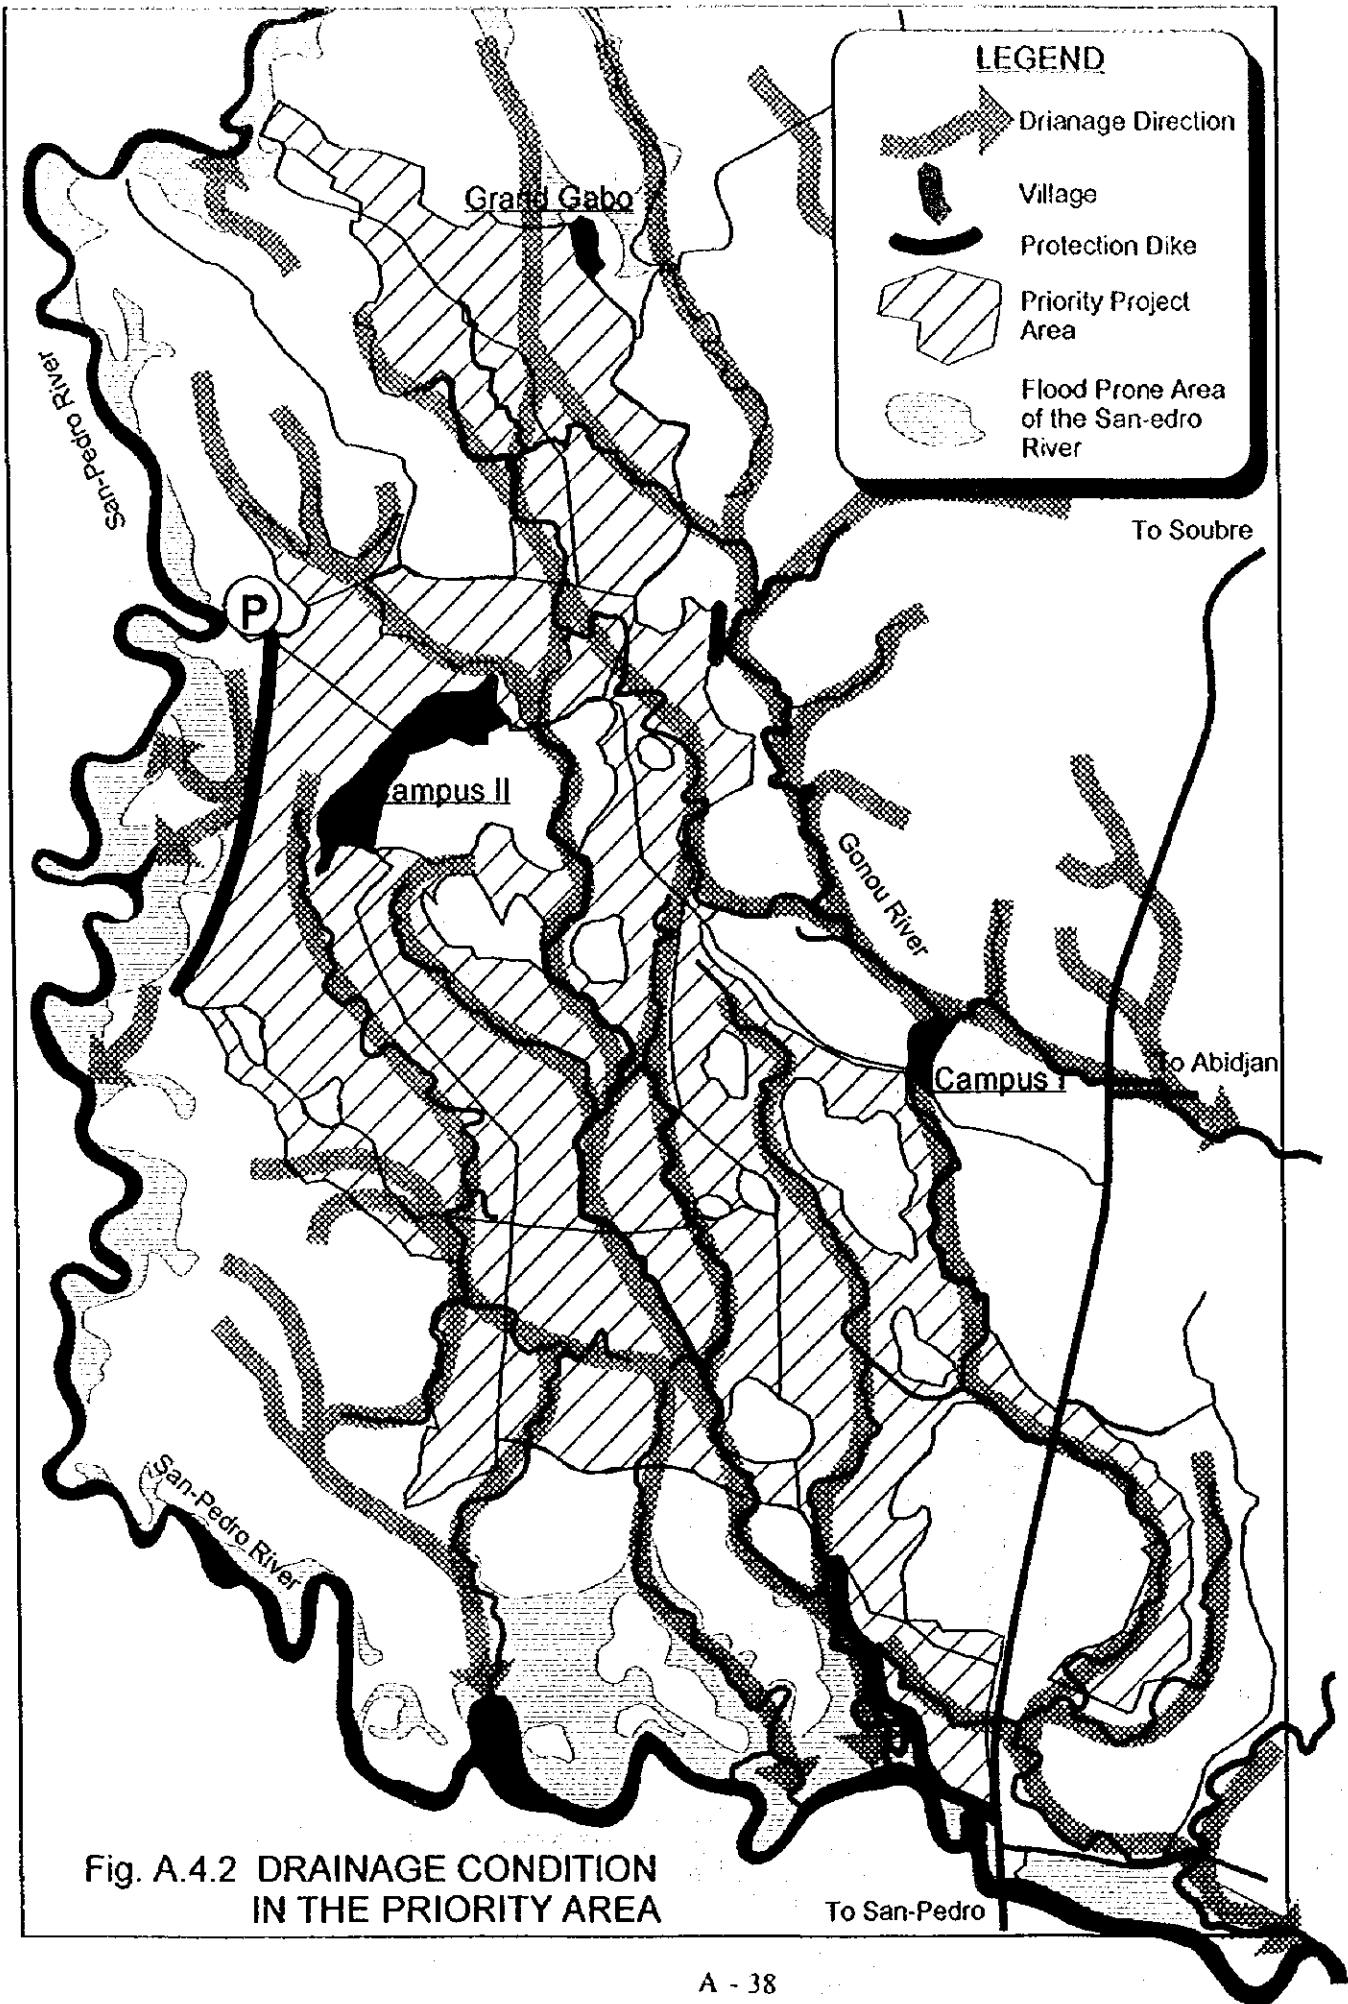 LEGEND
Drianage Direction
Village
Protection Dike
Priority Project
Area
Flood Prone Area
of the San-edro
River
Grand Gabo
San-Pedro River
To Soubre
P
ampus II
Gonou River
To Abidjan
Campus I
San-Pedro River
Fig. A.4.2 DRAINAGE CONDITION
IN THE PRIORITY AREA
To San-Pedro
A - 38